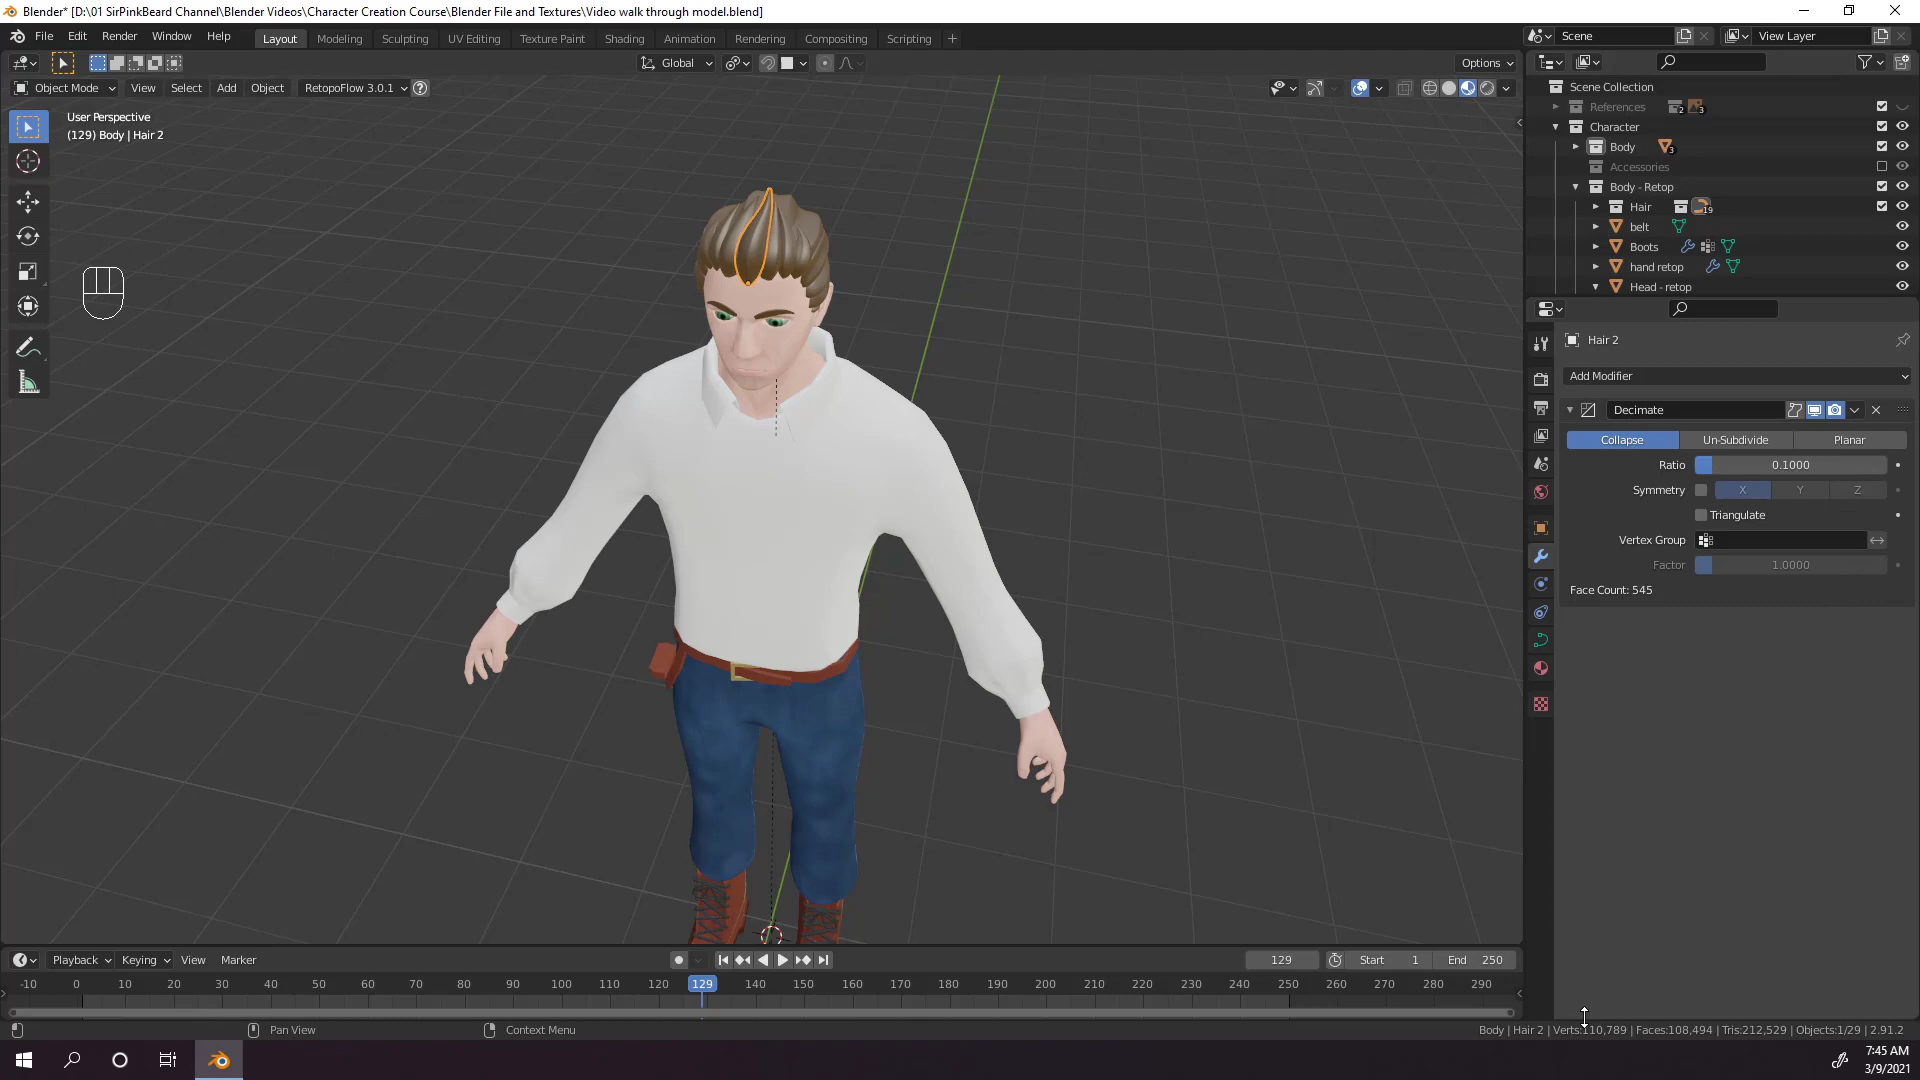 Blender* [D:\01 SirPinkBeard Channel\Blender Videos\Character Creation Course\Blender File and Textures\Video walk through model.blend]
File Edit Render Window Help Layout Modeling Sculpting UV Editing Texture Paint Shading Animation Rendering Compositing Scripting + Scene View Layer
Global Options
Object Mode View Select Add Object RetopoFlow 3.0.1
User Perspective
(129) Body | Hair 2
Scene Collection
References 2 3
Character
Body 3
Accessories
Body - Retop
Hair 19
belt
Boots
hand retop
Head - retop
Hair 2
Add Modifier
Decimate
Collapse Un-Subdivide Planar
Ratio 0.1000
Symmetry X Y Z
Triangulate
Vertex Group
Factor 1.0000
Face Count: 545
Playback Keying View Marker 129 Start 1 End 250
-10 0 10 20 30 40 50 60 70 80 90 100 110 120 129 140 150 160 170 180 190 200 210 220 230 240 250 260 270 280 290
Pan View Context Menu Body | Hair 2 | Verts:110,789 | Faces:108,494 | Tris:212,529 | Objects:1/29 | 2.91.2
7:45 AM
3/9/2021